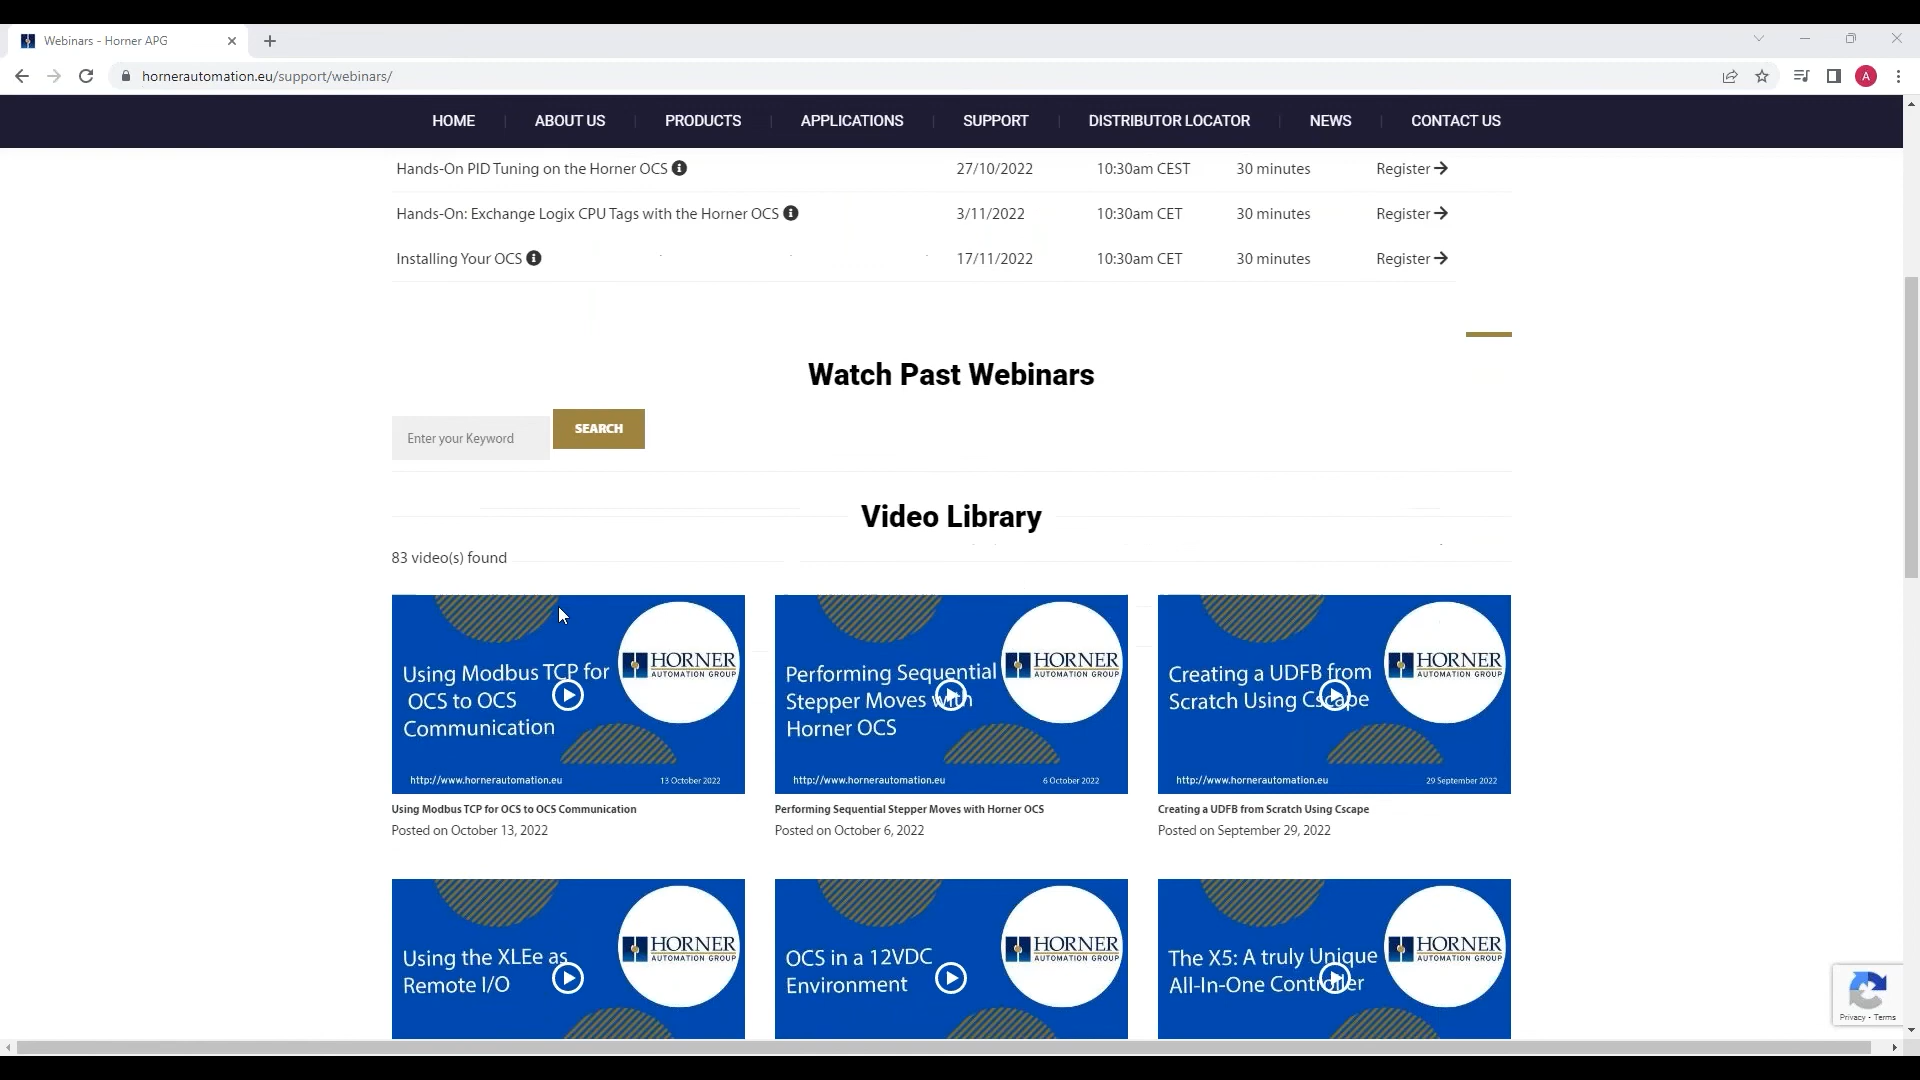 Webinars - Horner APG
hornerautomation.eu/support/webinars/
A
HOME ABOUT US PRODUCTS APPLICATIONS SUPPORT DISTRIBUTOR LOCATOR NEWS CONTACT US
Hands-On PID Tuning on the Horner OCS 27/10/2022 10:30am CEST 30 minutes Register
Hands-On: Exchange Logix CPU Tags with the Horner OCS 3/11/2022 10:30am CET 30 minutes Register
Installing Your OCS 17/11/2022 10:30am CET 30 minutes Register
Watch Past Webinars
Enter your Keyword SEARCH
Video Library
83 video(s) found
Using Modbus TCP for
OCS to OCS
Communication
HORNER
AUTOMATION GROUP
http://www.hornerautomation.eu 13 October 2022
Using Modbus TCP for OCS to OCS Communication
Posted on October 13, 2022
Performing Sequential
Stepper Moves with
Horner OCS
HORNER
AUTOMATION GROUP
http://www.hornerautomation.eu 6 October 2022
Performing Sequential Stepper Moves with Horner OCS
Posted on October 6, 2022
Creating a UDFB from
Scratch Using Cscape
HORNER
AUTOMATION GROUP
http://www.hornerautomation.eu 29 September 2022
Creating a UDFB from Scratch Using Cscape
Posted on September 29, 2022
Using the XLEe as
Remote I/O
HORNER
AUTOMATION GROUP
OCS in a 12VDC
Environment
HORNER
AUTOMATION GROUP
The X5: A truly Unique
All-In-One Controller
HORNER
AUTOMATION GROUP
Privacy - Terms